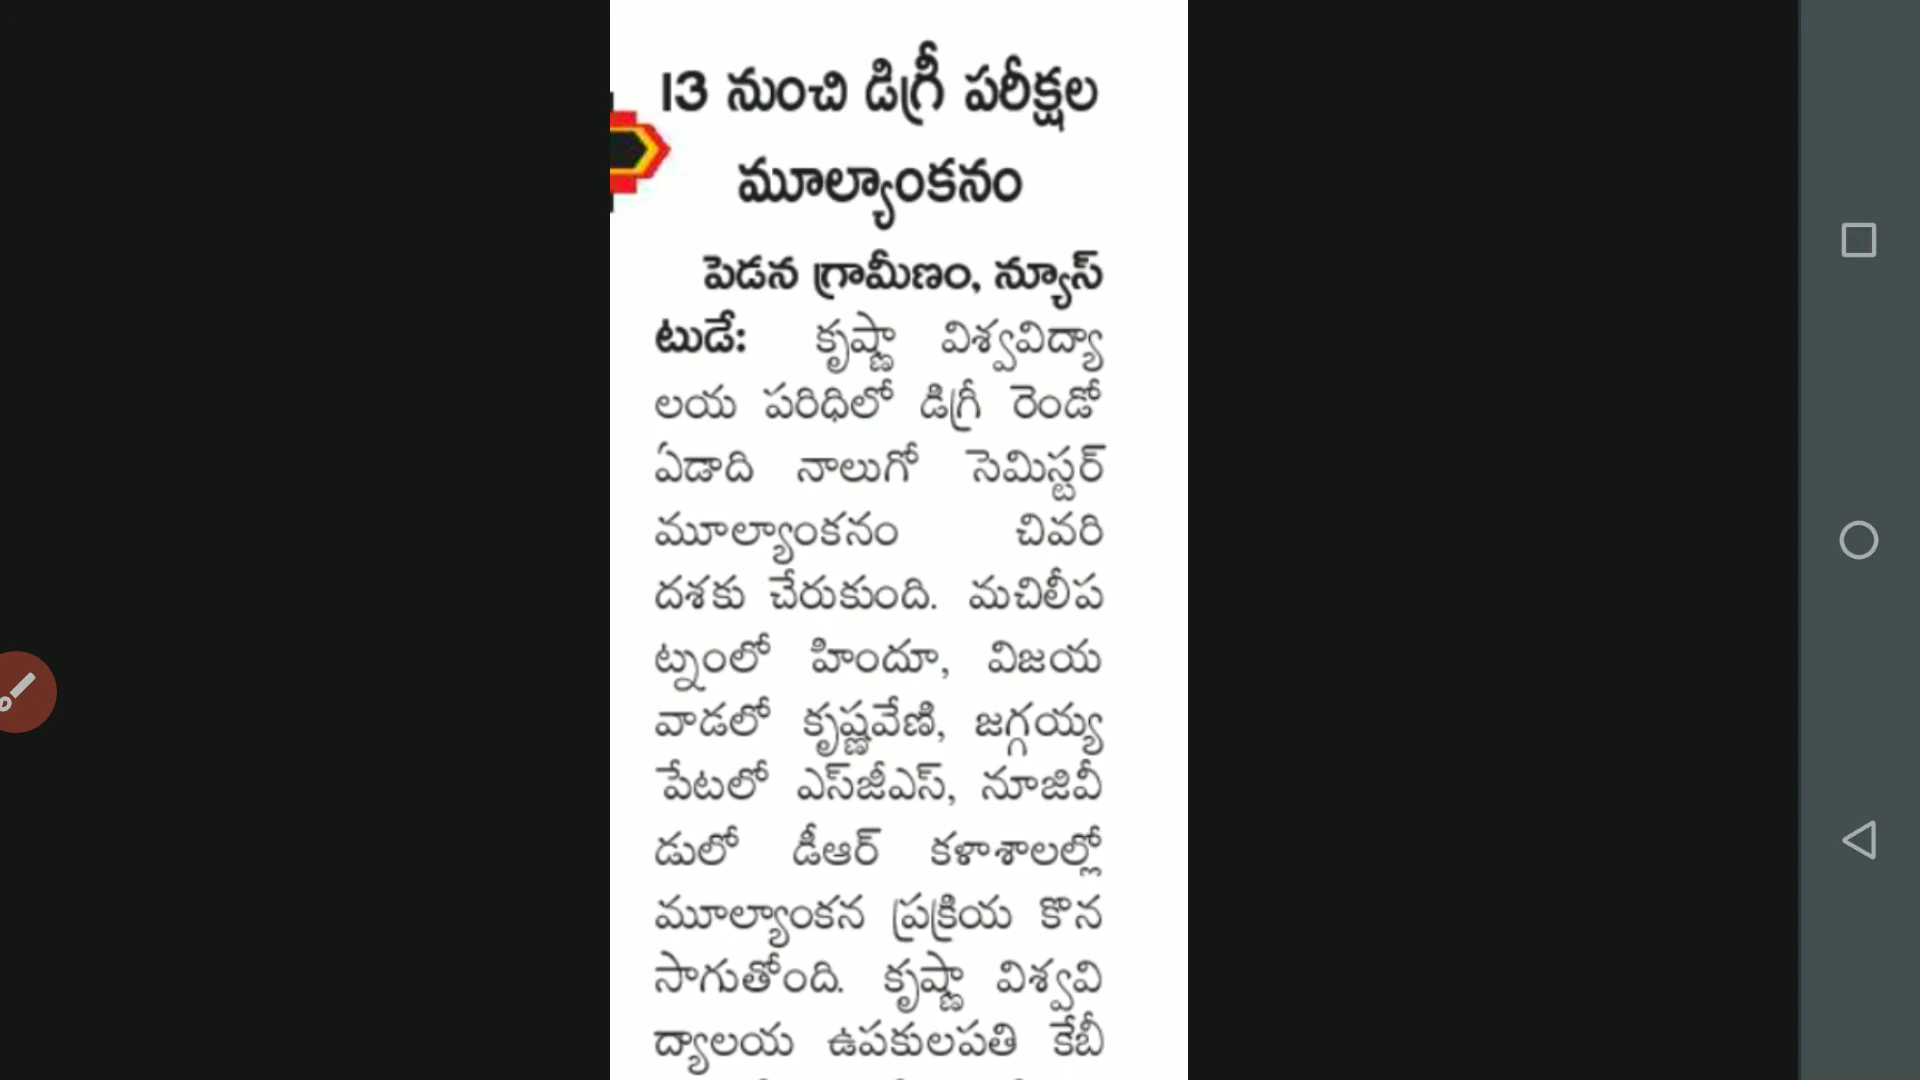 13 నుంచి డిగ్రీ పరీక్షల
మూల్యాంకనం
పెడన గ్రామీణం, న్యూస్
టుడే: కృష్ణా విశ్వవిద్యా
లయ పరిధిలో డిగ్రీ రెండో
ఏడాది నాలుగో సెమిస్టర్
మూల్యాంకనం చివరి
దశకు చేరుకుంది. మచిలీప
ట్నంలో హిందూ, విజయ
వాడలో కృష్ణవేణి, జగ్గయ్య
పేటలో ఎస్‌జీఎస్, నూజివీ
డులో డీఆర్ కళాశాలల్లో
మూల్యాంకన ప్రక్రియ కొన
సాగుతోంది. కృష్ణా విశ్వవి
ద్యాలయ ఉపకులపతి కేబీ